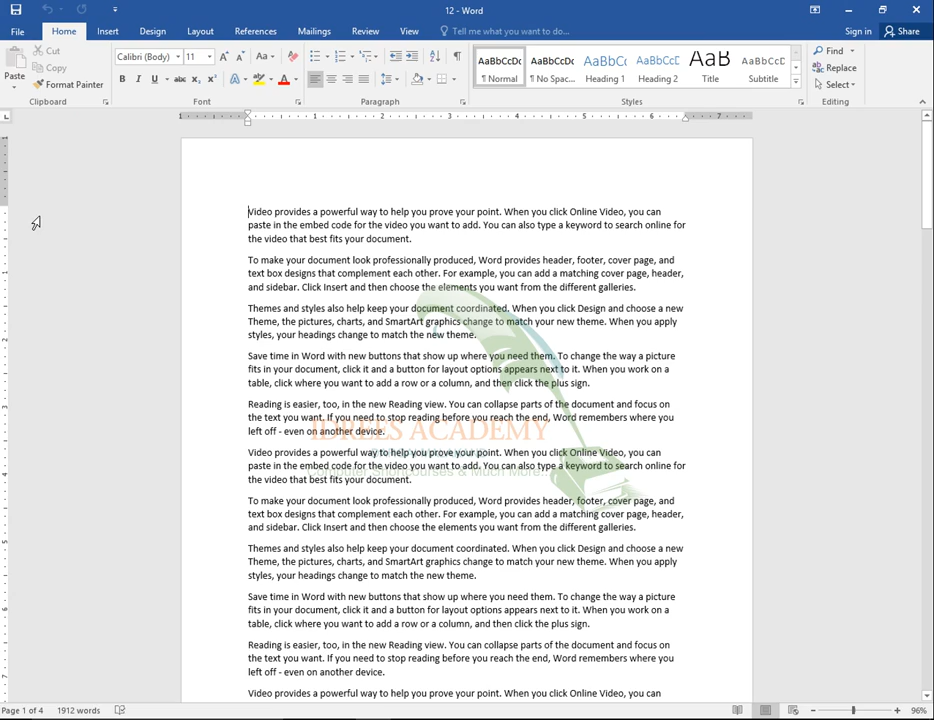 12 - Word
File Home Insert Design Layout References Mailings Review View Tell me what you want to do... Sign in Share
Paste
Cut
Copy
Format Painter
Clipboard
Calibri (Body) 11
Font
Paragraph
AaBbCcDc AaBbCcDc AaBbCc AaBbCcC AaB AaBbCcC
¶ Normal ¶ No Spac... Heading 1 Heading 2 Title Subtitle
Styles
Find
Replace
Select
Editing
Video provides a powerful way to help you prove your point. When you click Online Video, you can
paste in the embed code for the video you want to add. You can also type a keyword to search online for
the video that best fits your document.
To make your document look professionally produced, Word provides header, footer, cover page, and
text box designs that complement each other. For example, you can add a matching cover page, header,
and sidebar. Click Insert and then choose the elements you want from the different galleries.
Themes and styles also help keep your document coordinated. When you click Design and choose a new
Theme, the pictures, charts, and SmartArt graphics change to match your new theme. When you apply
styles, your headings change to match the new theme.
Save time in Word with new buttons that show up where you need them. To change the way a picture
fits in your document, click it and a button for layout options appears next to it. When you work on a
table, click where you want to add a row or a column, and then click the plus sign.
Reading is easier, too, in the new Reading view. You can collapse parts of the document and focus on
the text you want. If you need to stop reading before you reach the end, Word remembers where you
left off - even on another device.
IDREES ACADEMY
Video provides a powerful way to help you prove your point. When you click Online Video, you can
paste in the embed code for the video you want to add. You can also type a keyword to search online for
Computer Shortcourses & Much More..
the video that best fits your document.
To make your document look professionally produced, Word provides header, footer, cover page, and
text box designs that complement each other. For example, you can add a matching cover page, header,
and sidebar. Click Insert and then choose the elements you want from the different galleries.
Themes and styles also help keep your document coordinated. When you click Design and choose a new
Theme, the pictures, charts, and SmartArt graphics change to match your new theme. When you apply
styles, your headings change to match the new theme.
Save time in Word with new buttons that show up where you need them. To change the way a picture
fits in your document, click it and a button for layout options appears next to it. When you work on a
table, click where you want to add a row or a column, and then click the plus sign.
Reading is easier, too, in the new Reading view. You can collapse parts of the document and focus on
the text you want. If you need to stop reading before you reach the end, Word remembers where you
left off - even on another device.
Video provides a powerful way to help you prove your point. When you click Online Video, you can
Page 1 of 4 1912 words 96%